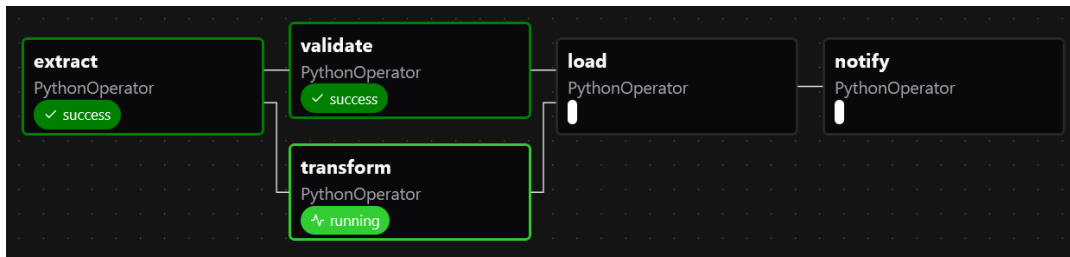 extract
PythonOperator
success
validate
PythonOperator
success
transform
PythonOperator
running
load
PythonOperator
notify
PythonOperator